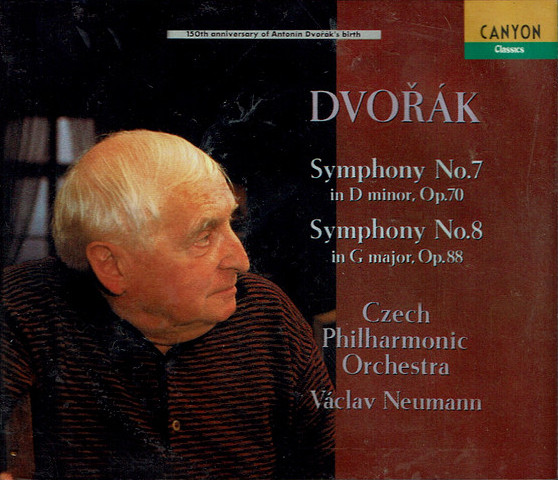 150th anniversary of Antonín Dvořák's birth
CANYON
Classics
DVOŘÁK
Symphony No.7
in D minor, Op.70
Symphony No.8
in G major, Op.88
Czech
Philharmonic
Orchestra
Václav Neumann